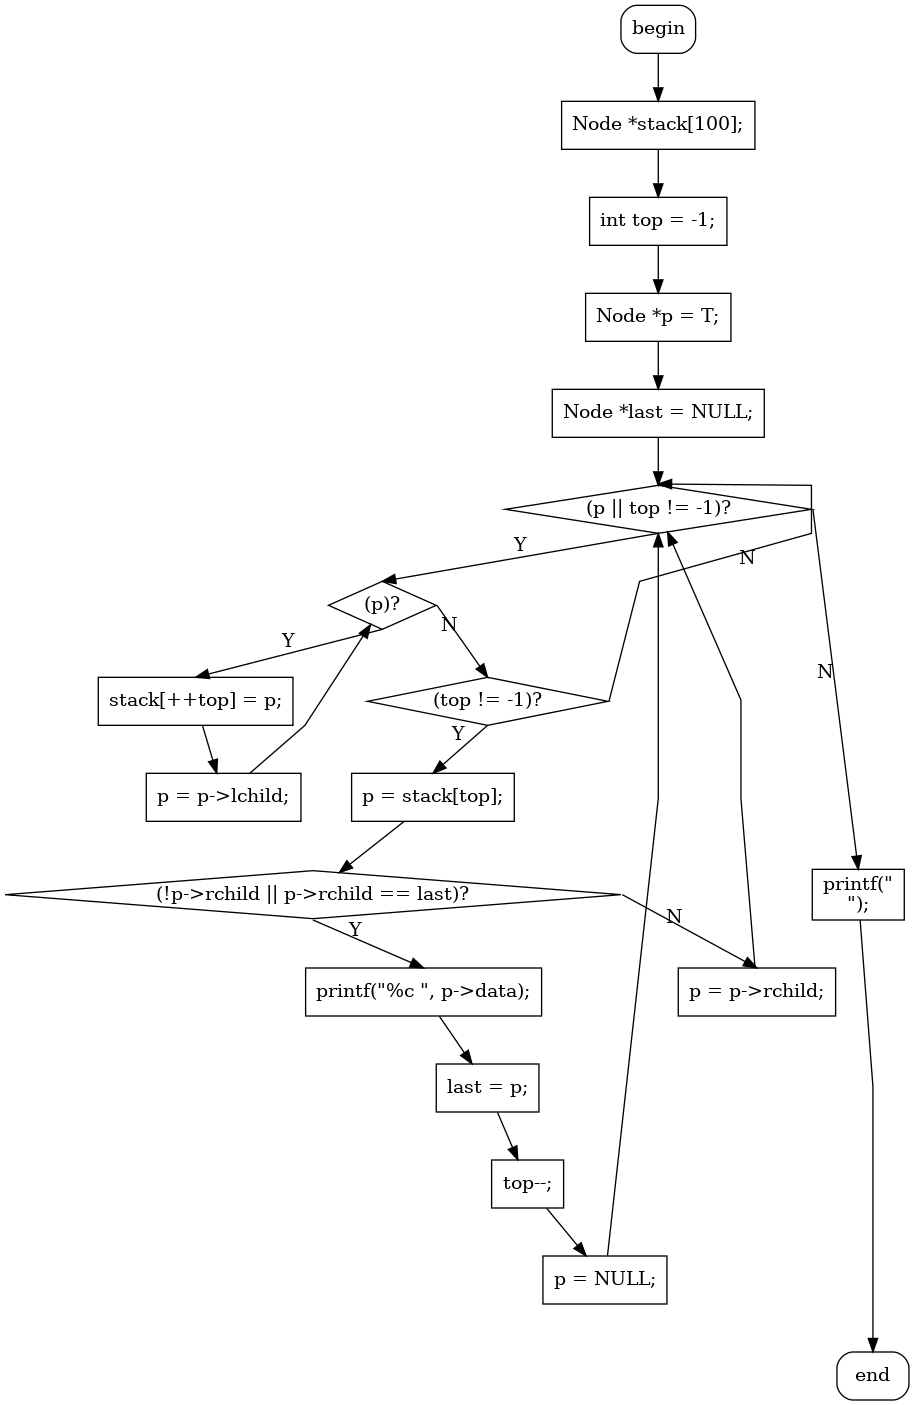 begin
Node *stack[100];
int top = -1;
Node *p = T;
Node *last = NULL;
(p || top != -1)?
Y
N
(p)?
Y
N
N
stack[++top] = p;
(top != -1)?
Y
p = p->lchild;
p = stack[top];
(!p->rchild || p->rchild == last)?
printf("
");
Y
N
printf("%c ", p->data);
p = p->rchild;
last = p;
top--;
p = NULL;
end